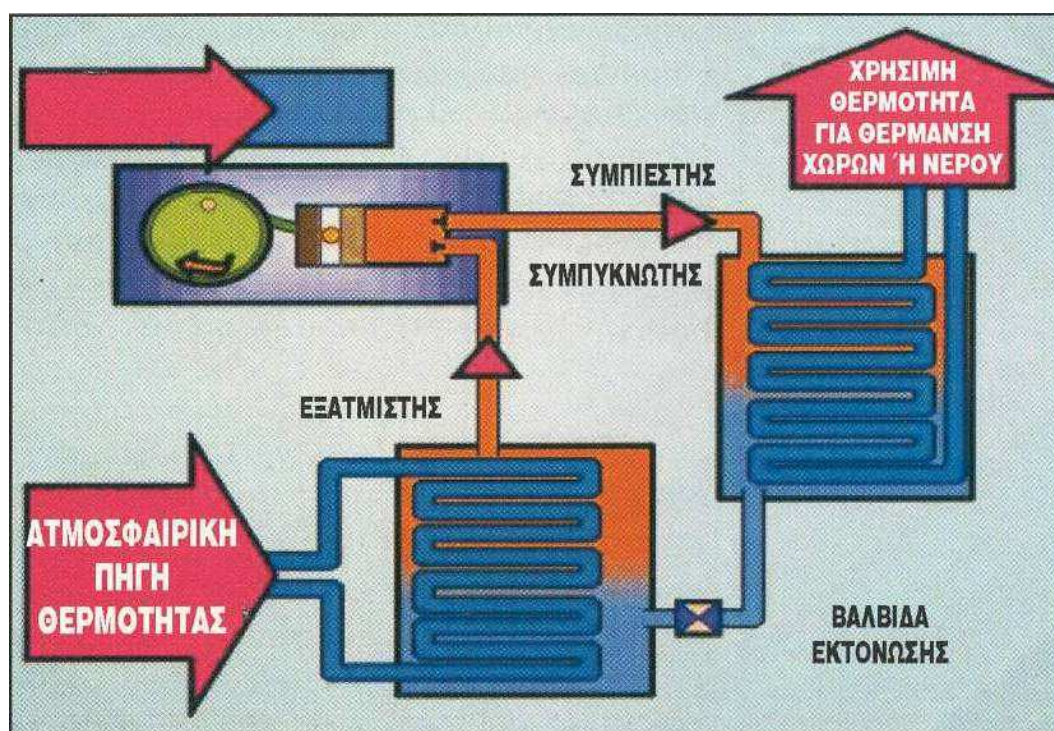 ΧΡΗΣΙΜΗ
ΘΕΡΜΟΤΗΤΑ
ΓΙΑ ΘΕΡΜΑΝΣΗ
ΧΩΡΩΝ Ή ΝΕΡΟΥ
ΣΥΜΠΙΕΣΤΗΣ
ΣΥΜΠΥΚΝΩΤΗΣ
ΕΞΑΤΜΙΣΤΗΣ
ΑΤΜΟΣΦΑΙΡΙΚΗ
ΠΗΓΗ
ΘΕΡΜΟΤΗΤΑΣ
ΒΑΛΒΙΔΑ
ΕΚΤΟΝΩΣΗΣ